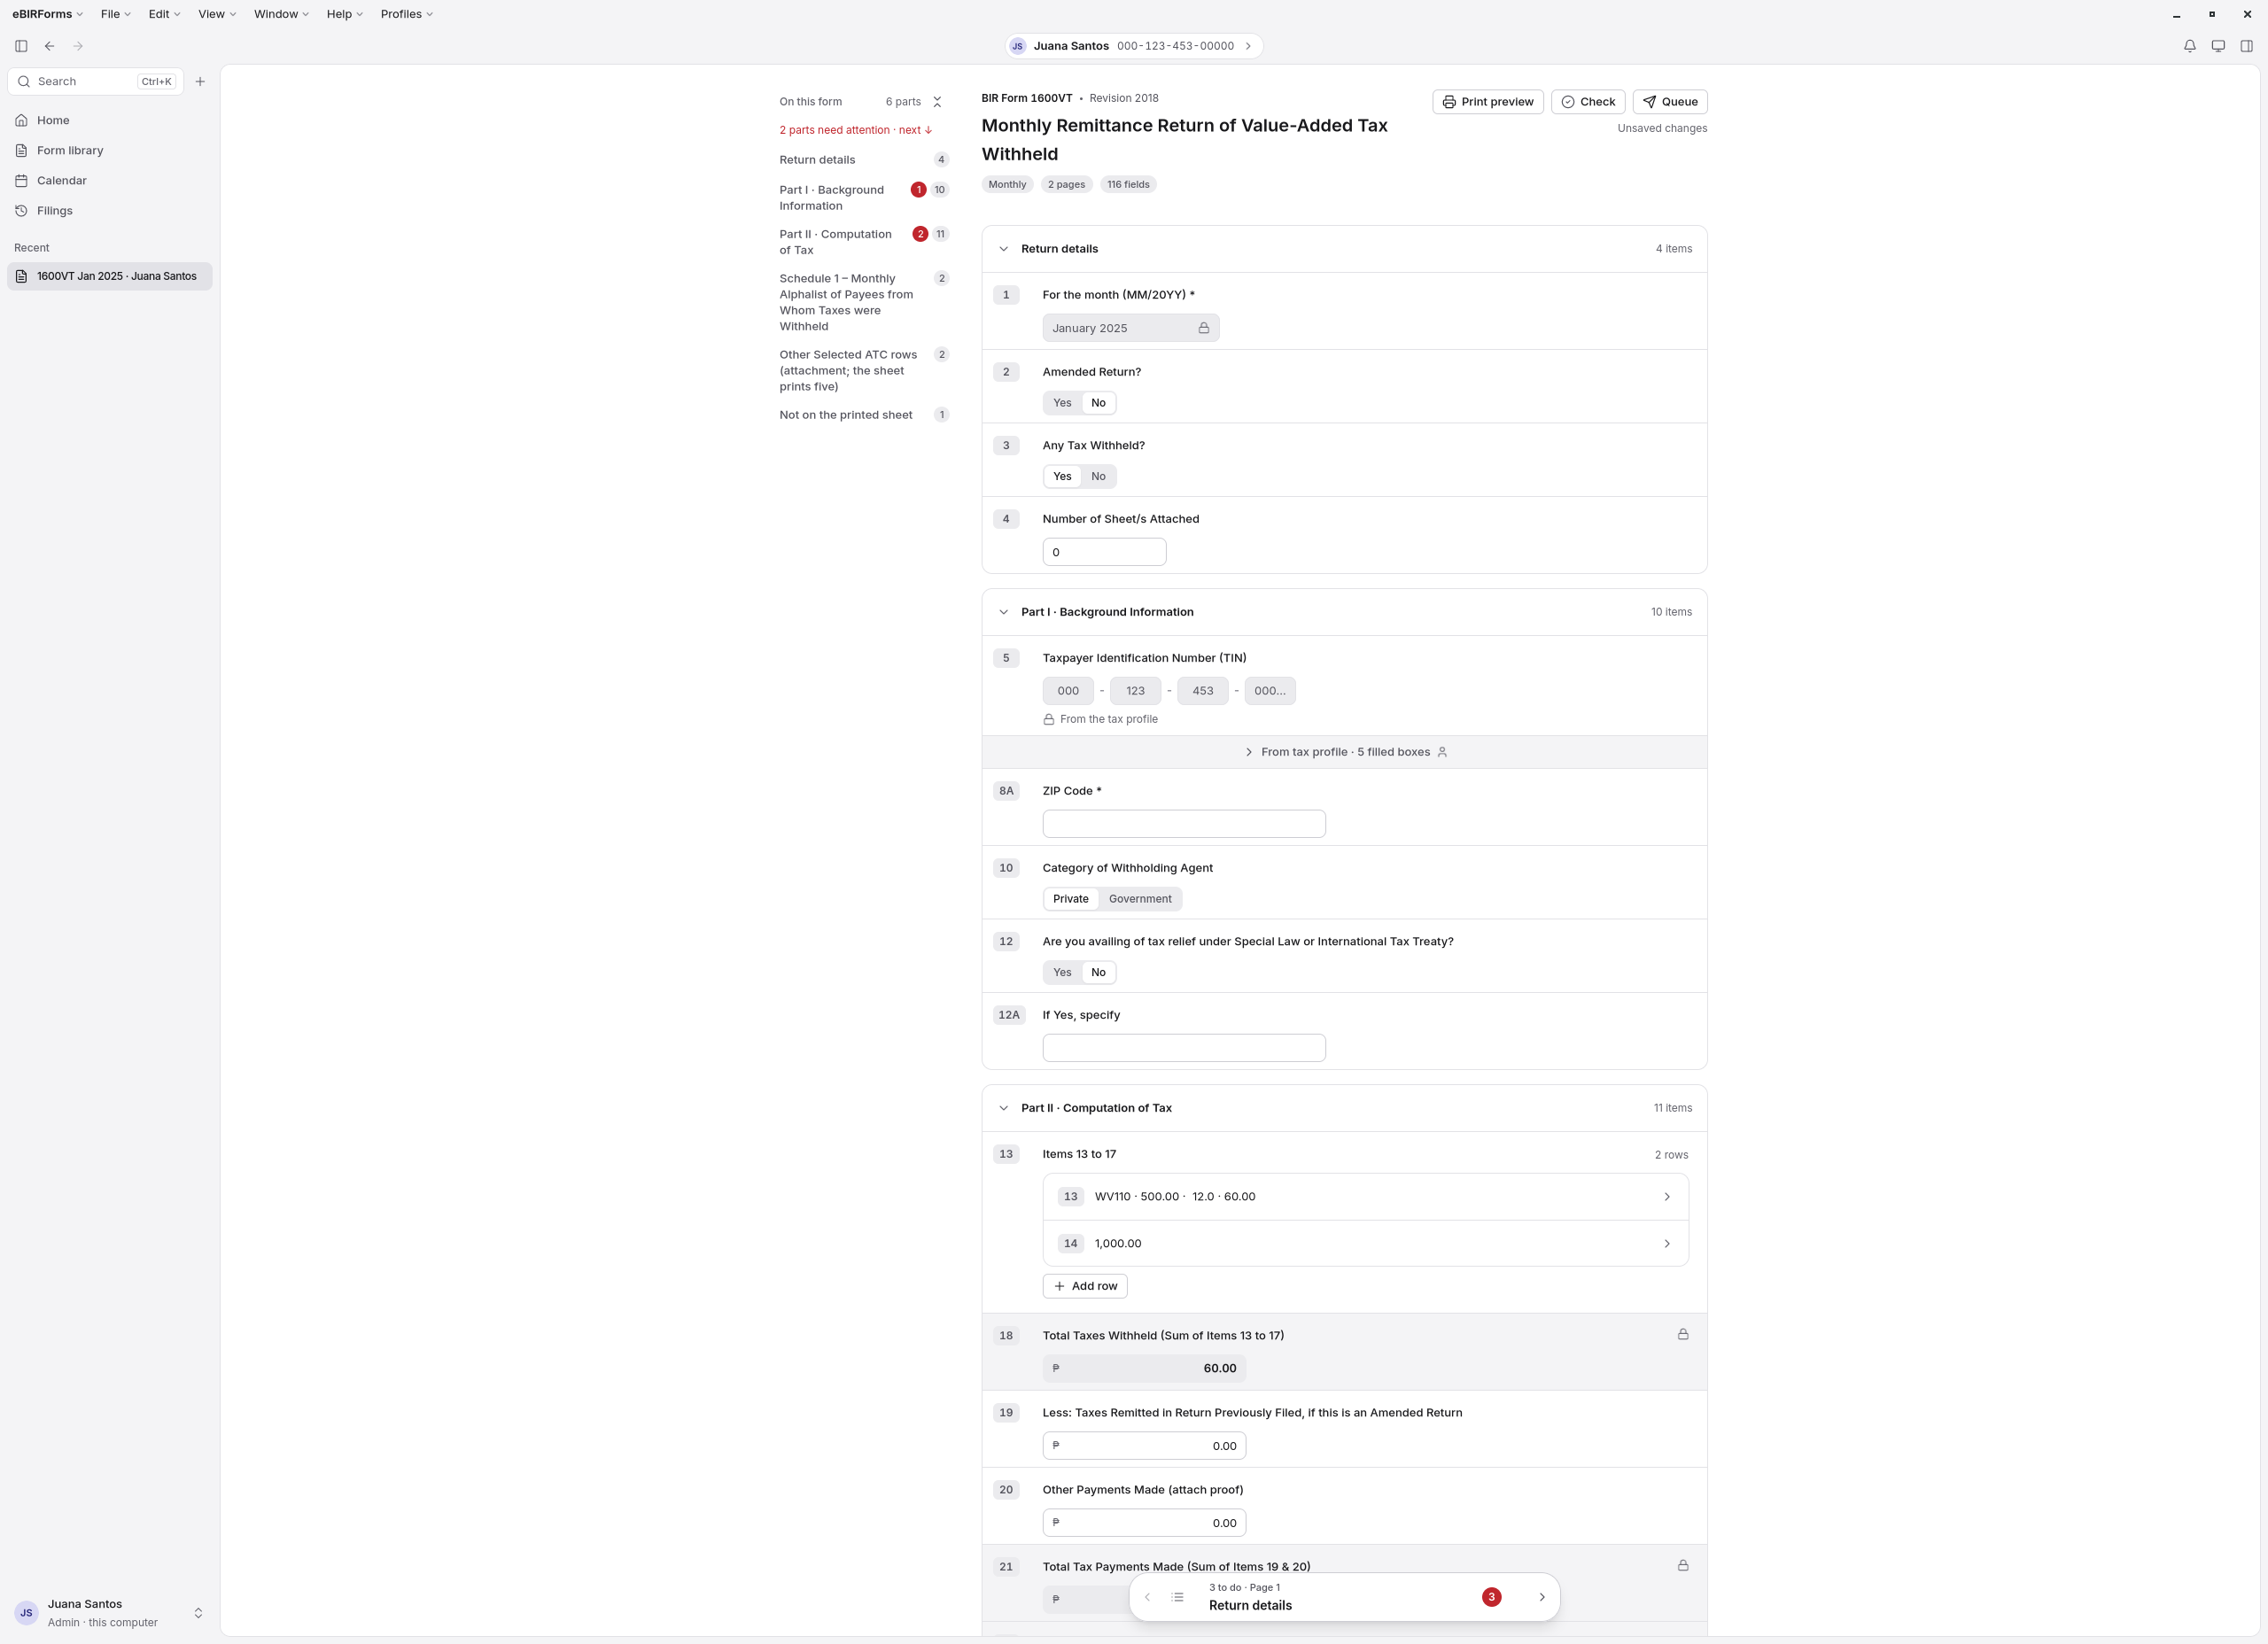 eBIRForms File Edit View Window Help Profiles
JS Juana Santos 000-123-453-00000
Search Ctrl+K
Home
Form library
Calendar
Filings
Recent
1600VT Jan 2025 · Juana Santos
JS Juana Santos
Admin · this computer
On this form 6 parts
2 parts need attention · next ↓
Return details 4
Part I · Background 1 10
Information
Part II · Computation 2 11
of Tax
Schedule 1 – Monthly 2
Alphalist of Payees from
Whom Taxes were
Withheld
Other Selected ATC rows 2
(attachment; the sheet
prints five)
Not on the printed sheet 1
BIR Form 1600VT • Revision 2018
Monthly Remittance Return of Value-Added Tax
Withheld
Monthly 2 pages 116 fields
Print preview Check Queue
Unsaved changes
Return details 4 items
1 For the month (MM/20YY) *
January 2025
2 Amended Return?
Yes No
3 Any Tax Withheld?
Yes No
4 Number of Sheet/s Attached
0
Part I · Background Information 10 items
5 Taxpayer Identification Number (TIN)
000 - 123 - 453 - 000...
From the tax profile
From tax profile · 5 filled boxes
8A ZIP Code *
10 Category of Withholding Agent
Private Government
12 Are you availing of tax relief under Special Law or International Tax Treaty?
Yes No
12A If Yes, specify
Part II · Computation of Tax 11 items
13 Items 13 to 17 2 rows
13 WV110 · 500.00 · 12.0 · 60.00
14 1,000.00
+ Add row
18 Total Taxes Withheld (Sum of Items 13 to 17)
₱ 60.00
19 Less: Taxes Remitted in Return Previously Filed, if this is an Amended Return
₱ 0.00
20 Other Payments Made (attach proof)
₱ 0.00
21 Total Tax Payments Made (Sum of Items 19 & 20)
₱
3 to do · Page 1
Return details 3